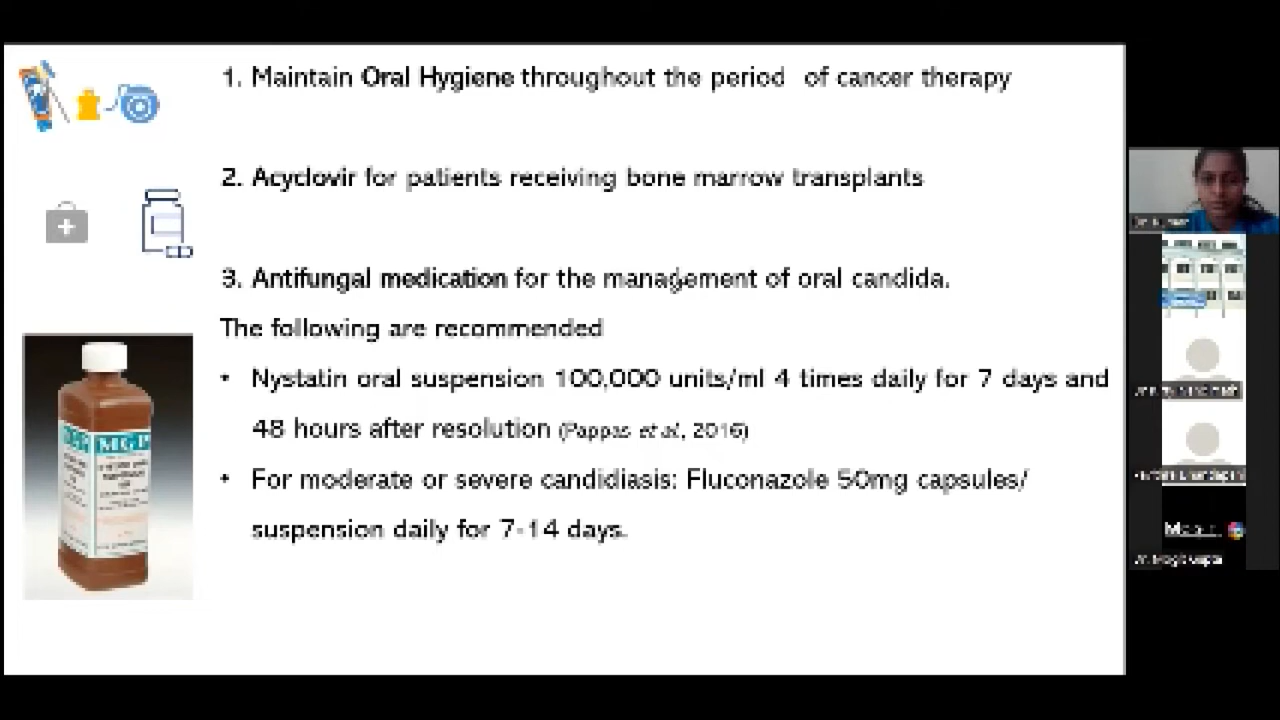 1. Maintain Oral Hygiene throughout the period of cancer therapy
2. Acyclovir for patients receiving bone marrow transplants
3. Antifungal medication for the management of oral candida.
The following are recommended
• Nystatin oral suspension 100,000 units/ml 4 times daily for 7 days and
48 hours after resolution (Pappas et al., 2016)
• For moderate or severe candidiasis: Fluconazole 50mg capsules/
suspension daily for 7-14 days.
Gupta